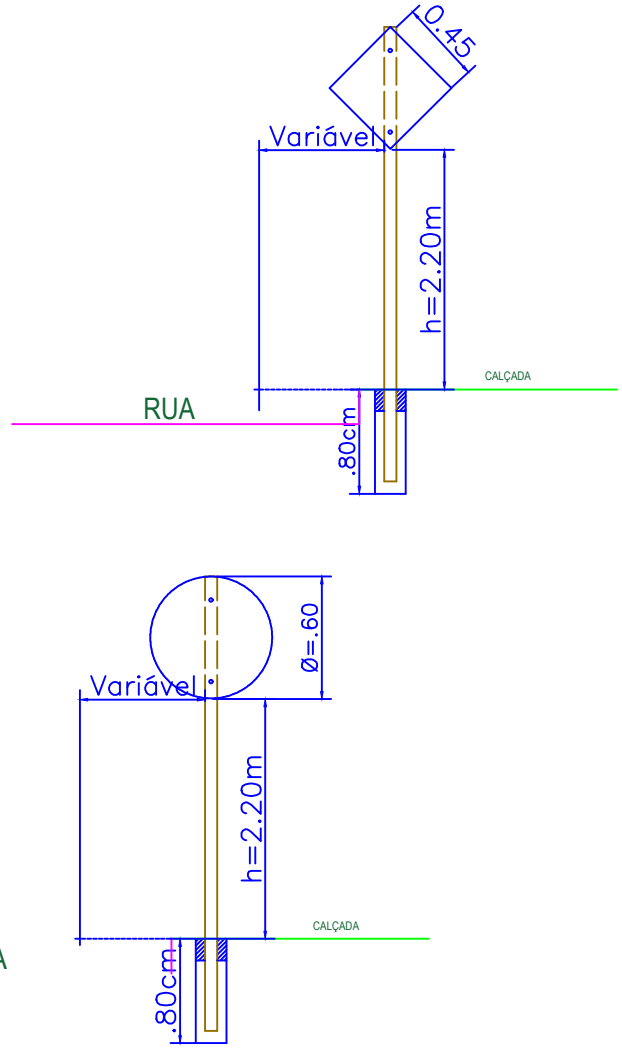 0.45
Variável
h=2.20m
CALÇADA
RUA
.80cm
Ø=.60
Variável
h=2.20m
CALÇADA
A
.80cm